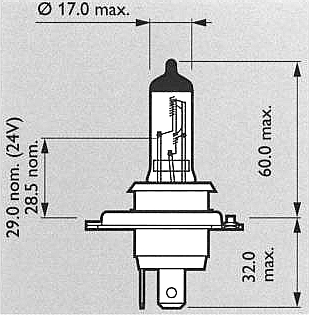 Ø 17.0 max.
29.0 nom. (24V)
28.5 nom.
60.0 max.
32.0
max.